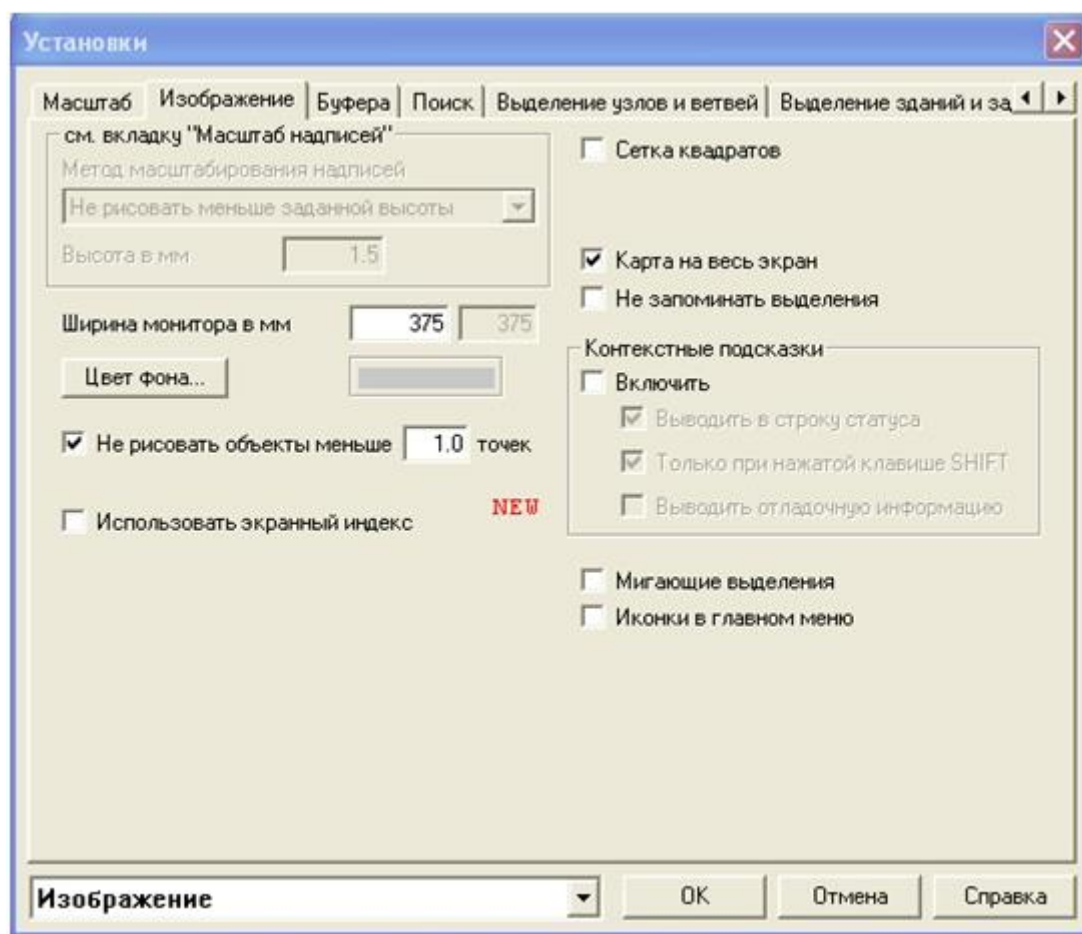 Установки
Масштаб Изображение Буфера Поиск Выделение узлов и ветвей Выделение зданий и за
см. вкладку "Масштаб надписей"
Метод масштабирования надписей
Не рисовать меньше заданной высоты
Высота в мм 1.5
Ширина монитора в мм 375 375
Цвет фона...
Не рисовать объекты меньше 1.0 точек
Использовать экранный индекс NEW
Сетка квадратов
Карта на весь экран
Не запоминать выделения
Контекстные подсказки
Включить
Выводить в строку статуса
Только при нажатой клавише SHIFT
Выводить отладочную информацию
Мигающие выделения
Иконки в главном меню
Изображение OK Отмена Справка